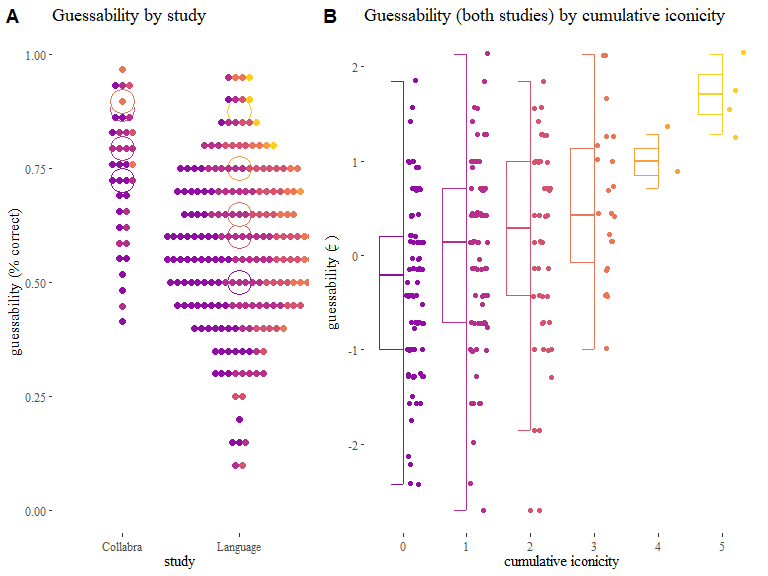 A Guessability by study
guessability (% correct)
1.00
0.75
0.50
0.25
0.00
Collabra Language
study
B Guessability (both studies) by cumulative iconicity
2
1
0
-1
-2
0 1 2 3 4 5
cumulative iconicity